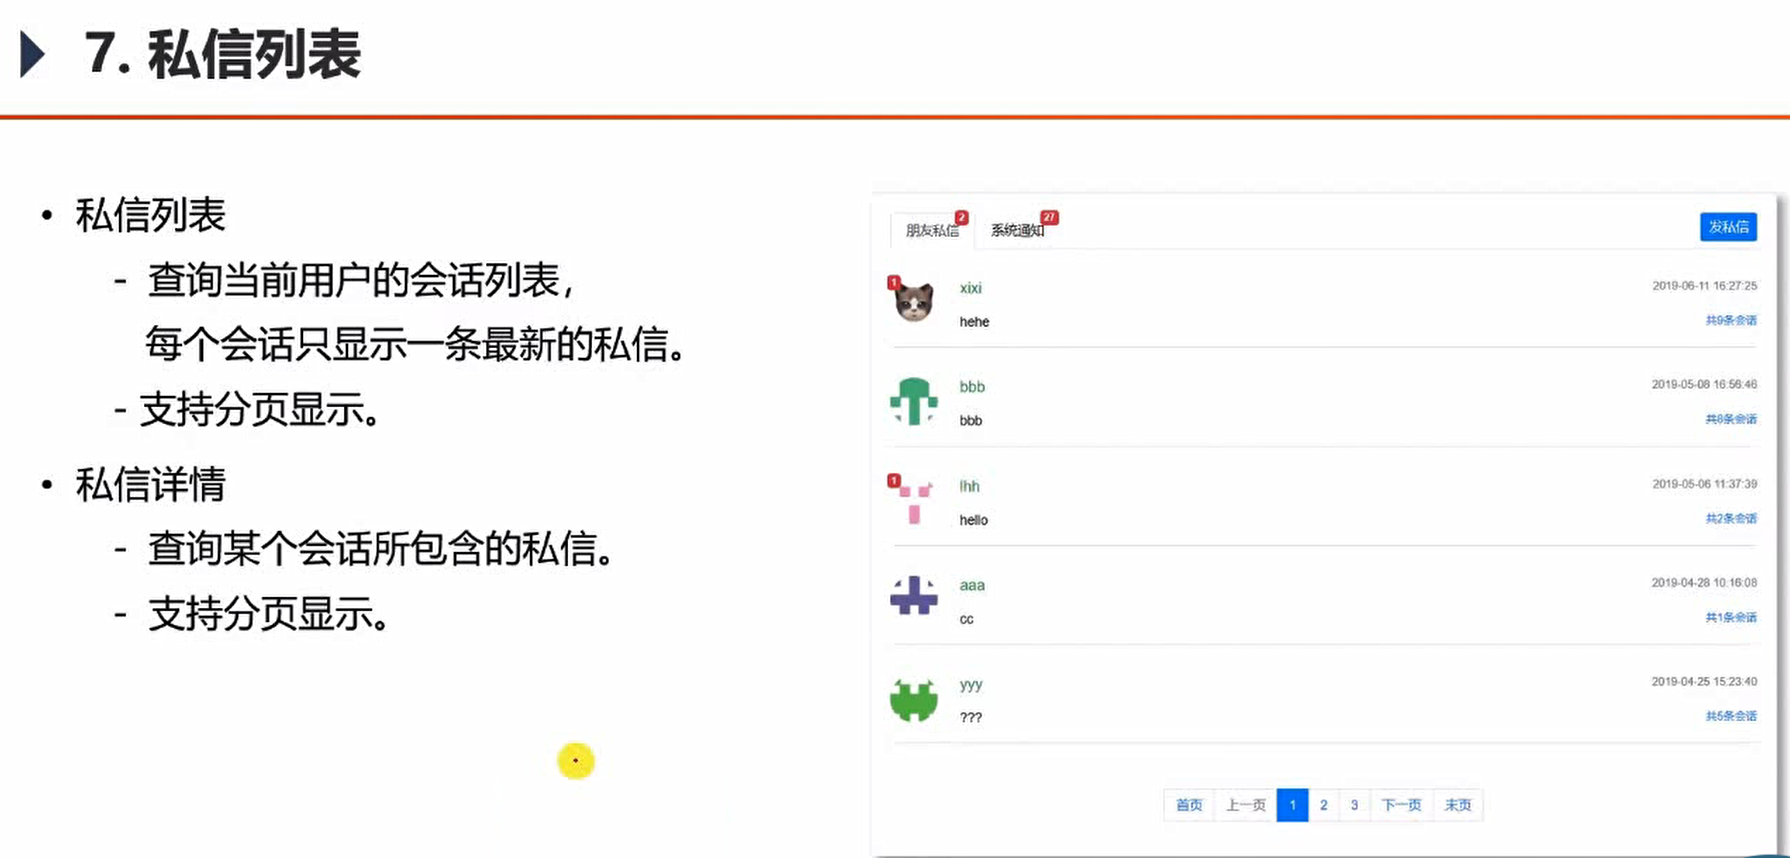 7. 私信列表
• 私信列表
- 查询当前用户的会话列表,
每个会话只显示一条最新的私信。
- 支持分页显示。
• 私信详情
- 查询某个会话所包含的私信。
- 支持分页显示。
朋友私信 2 系统通知 27 发私信
1 xixi 2019-06-11 16:27:25
hehe 共9条会话
bbb 2019-05-08 16:56:46
bbb 共8条会话
1 lhh 2019-05-06 11:37:39
hello 共2条会话
aaa 2019-04-28 10:16:08
cc 共1条会话
yyy 2019-04-25 15:23:40
??? 共5条会话
首页 上一页 1 2 3 下一页 末页